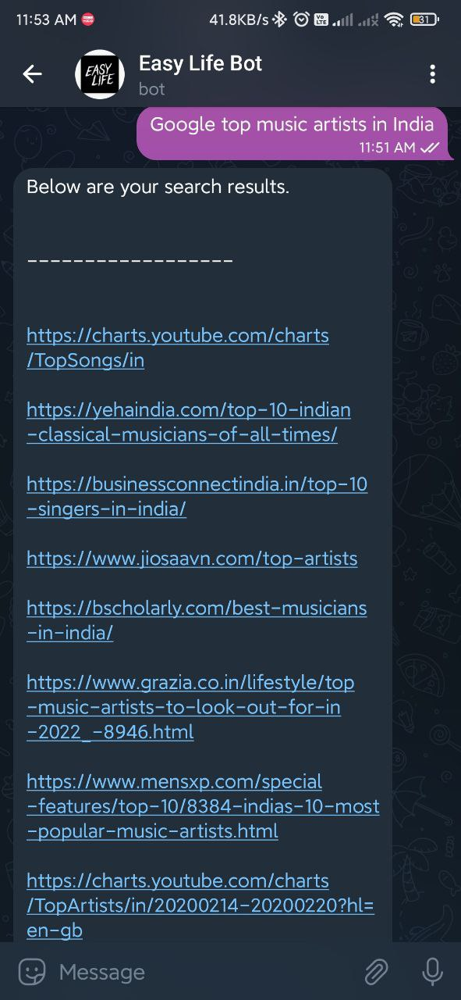 11:53 AM
41.8KB/s Vo LTE 31
EASY LIFE
Easy Life Bot
bot
Google top music artists in India
11:51 AM
Below are your search results.
------------------
https://charts.youtube.com/charts
/TopSongs/in
https://yehaindia.com/top-10-indian
-classical-musicians-of-all-times/
https://businessconnectindia.in/top-10
-singers-in-india/
https://www.jiosaavn.com/top-artists
https://bscholarly.com/best-musicians
-in-india/
https://www.grazia.co.in/lifestyle/top
-music-artists-to-look-out-for-in
-2022_-8946.html
https://www.mensxp.com/special
-features/top-10/8384-indias-10-most
-popular-music-artists.html
https://charts.youtube.com/charts
/TopArtists/in/20200214-20200220?hl=
en-gb
Message